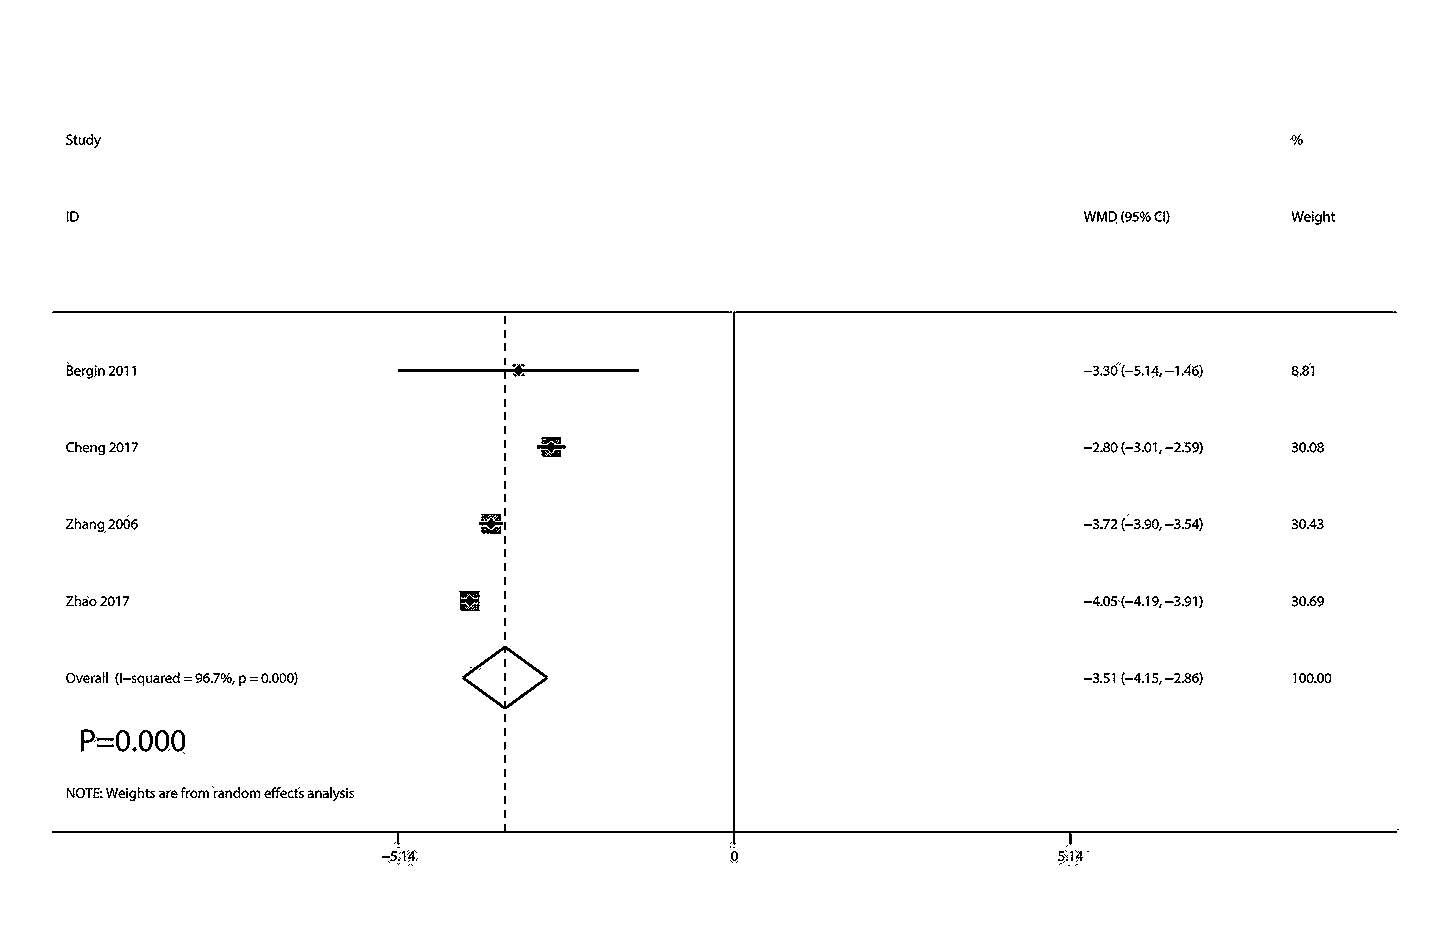 Study %
ID WMD (95% CI) Weight
Bergin 2011 −3.30 (−5.14, −1.46) 8.81
Cheng 2017 −2.80 (−3.01, −2.59) 30.08
Zhang 2006 −3.72 (−3.90, −3.54) 30.43
Zhao 2017 −4.05 (−4.19, −3.91) 30.69
Overall (I−squared = 96.7%, p = 0.000) −3.51 (−4.15, −2.86) 100.00
P=0.000
NOTE: Weights are from random effects analysis
−5.14 0 5.14